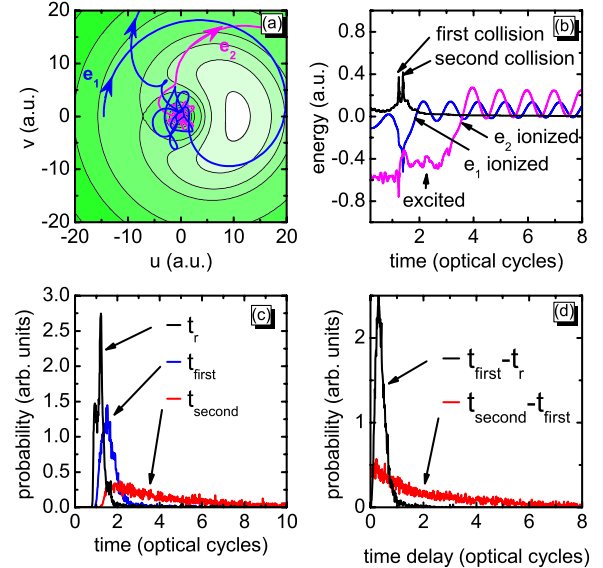 (a)
20
10
0
-10
-20
-20
-10
0
10
20
v (a.u.)
u (a.u.)
e1
e2
(b)
first collision
second collision
0.8
0.4
0.0
-0.4
-0.8
energy (a.u.)
e2 ionized
e1 ionized
excited
2
4
6
8
time (optical cycles)
(c)
3.0
2.5
2.0
1.5
1.0
0.5
0.0
probability (arb. units)
tr
tfirst
tsecond
0
2
4
6
8
10
time (optical cycles)
(d)
2
1
0
probability (arb. units)
tfirst-tr
tsecond-tfirst
0
2
4
6
8
time delay (optical cycles)